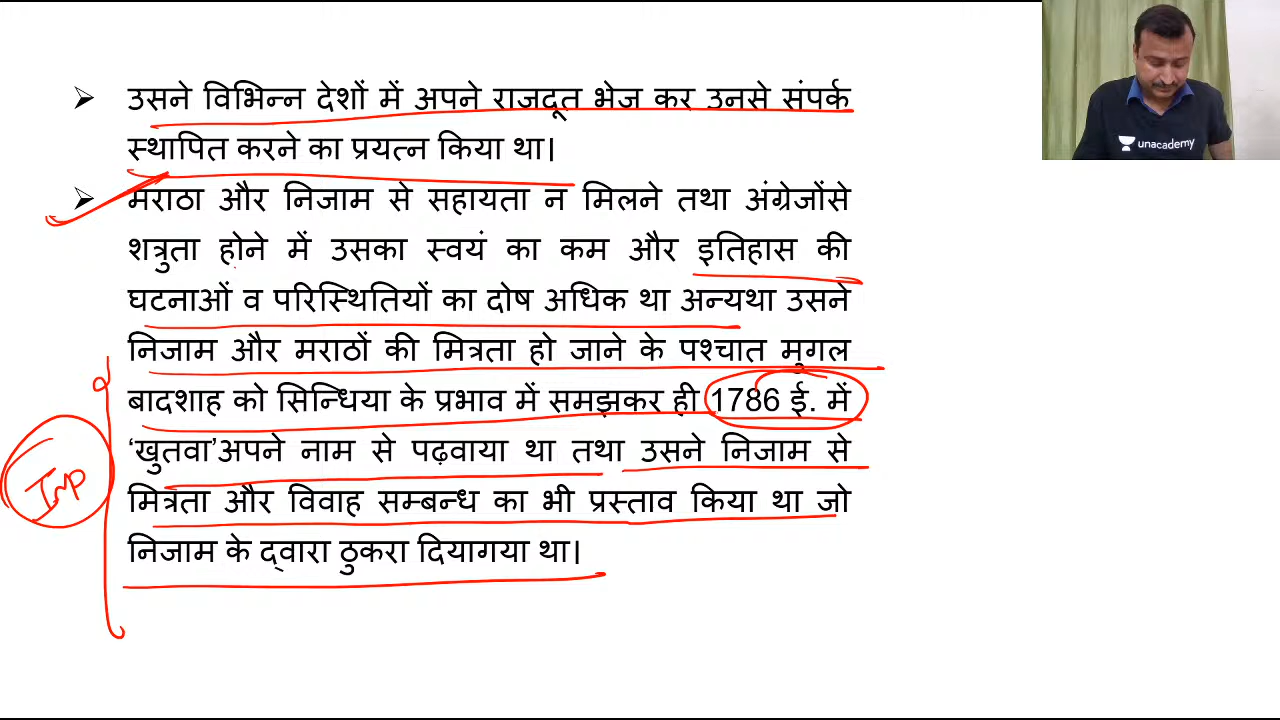 ➢ उसने विभिन्न देशों में अपने राजदूत भेज कर उनसे संपर्क
स्थापित करने का प्रयत्न किया था।
➢ मराठा और निजाम से सहायता न मिलने तथा अंग्रेजोंसे
शत्रुता होने में उसका स्वयं का कम और इतिहास की
घटनाओं व परिस्थितियों का दोष अधिक था अन्यथा उसने
निजाम और मराठों की मित्रता हो जाने के पश्चात मुगल
बादशाह को सिन्धिया के प्रभाव में समझकर ही 1786 ई. में
‘खुतवा’अपने नाम से पढ़वाया था तथा उसने निजाम से
मित्रता और विवाह सम्बन्ध का भी प्रस्ताव किया था जो
निजाम के द्वारा ठुकरा दियागया था।
Imp
unacademy